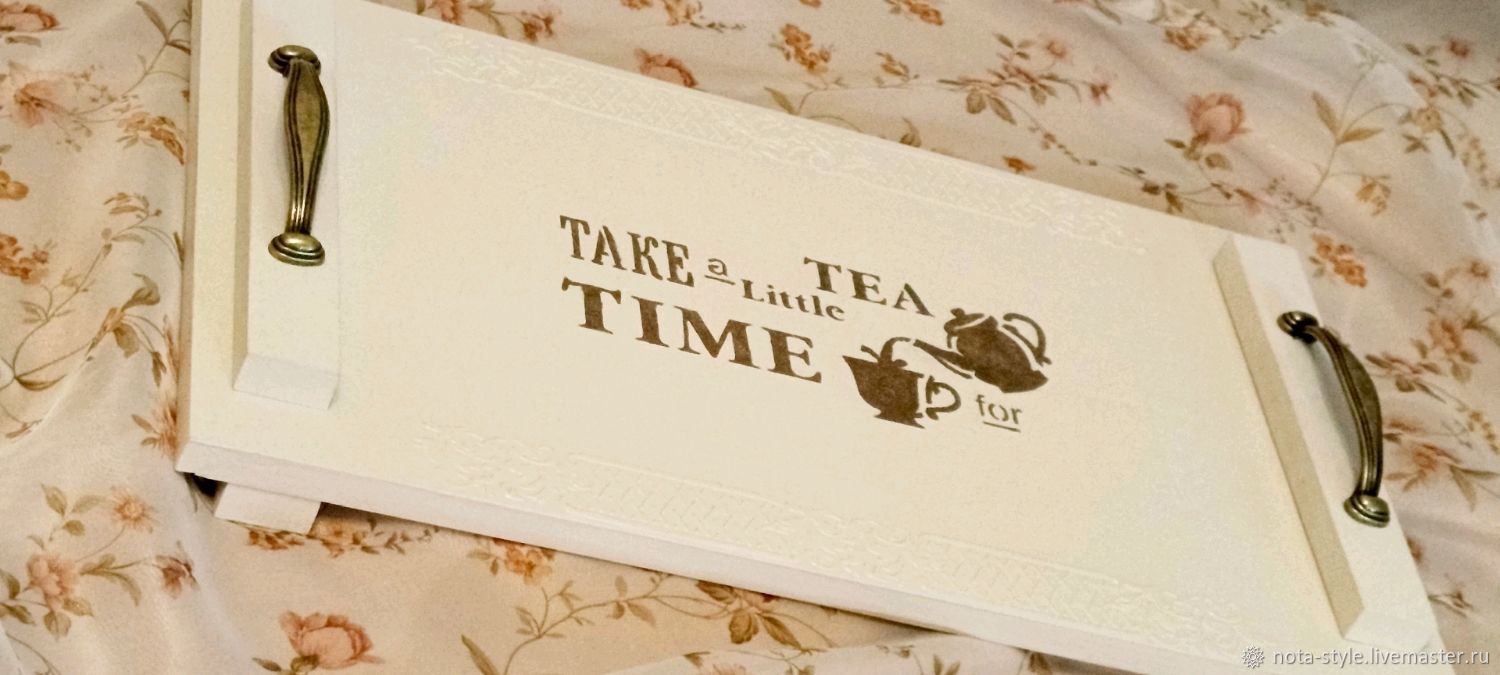 TAKE a Little TEA
TIME for
nota-style.livemaster.ru